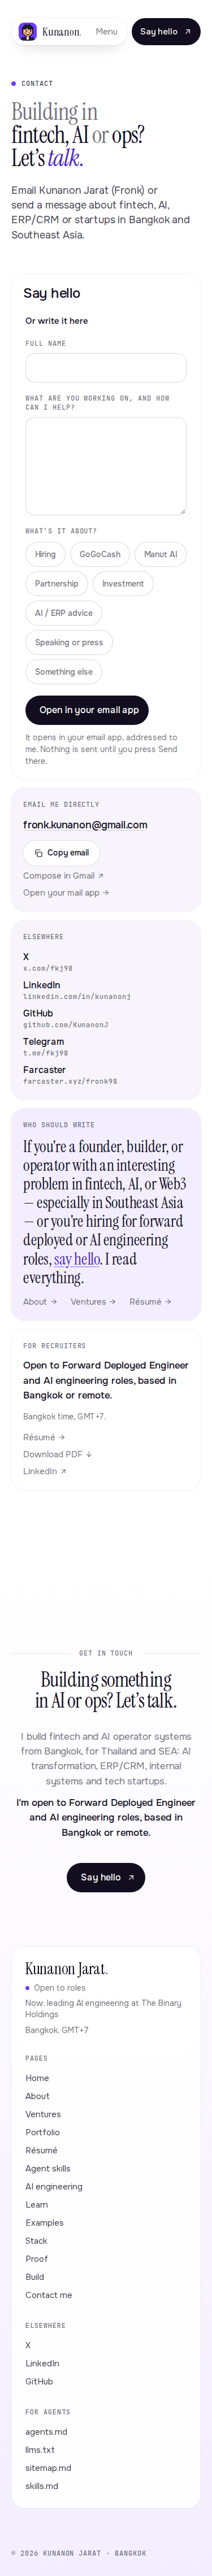 Kunanon.
Menu
Say hello ↗
CONTACT
Building in
fintech, AI or ops?
Let's talk.
Email Kunanon Jarat (Fronk) or
send a message about fintech, AI,
ERP/CRM or startups in Bangkok and
Southeast Asia.
Say hello
Or write it here
FULL NAME
WHAT ARE YOU WORKING ON, AND HOW
CAN I HELP?
WHAT'S IT ABOUT?
Hiring
GoGoCash
Manut AI
Partnership
Investment
AI / ERP advice
Speaking or press
Something else
Open in your email app
It opens in your email app, addressed to
me. Nothing is sent until you press Send
there.
EMAIL ME DIRECTLY
fronk.kunanon@gmail.com
Copy email
Compose in Gmail ↗
Open your mail app →
ELSEWHERE
X
x.com/fkj98
LinkedIn
linkedin.com/in/kunanonj
GitHub
github.com/KunanonJ
Telegram
t.me/fkj98
Farcaster
farcaster.xyz/fronk98
WHO SHOULD WRITE
If you're a founder, builder, or
operator with an interesting
problem in fintech, AI, or Web3
— especially in Southeast Asia
— or you're hiring for forward
deployed or AI engineering
roles, say hello. I read
everything.
About →
Ventures →
Résumé →
FOR RECRUITERS
Open to Forward Deployed Engineer
and AI engineering roles, based in
Bangkok or remote.
Bangkok time, GMT+7.
Résumé →
Download PDF ↓
LinkedIn ↗
GET IN TOUCH
Building something
in AI or ops? Let's talk.
I build fintech and AI operator systems
from Bangkok, for Thailand and SEA: AI
transformation, ERP/CRM, internal
systems and tech startups.
I'm open to Forward Deployed Engineer
and AI engineering roles, based in
Bangkok or remote.
Say hello ↗
Kunanon Jarat.
Open to roles
Now: leading AI engineering at The Binary
Holdings
Bangkok, GMT+7
PAGES
Home
About
Ventures
Portfolio
Résumé
Agent skills
AI engineering
Learn
Examples
Stack
Proof
Build
Contact me
ELSEWHERE
X
LinkedIn
GitHub
FOR AGENTS
agents.md
llms.txt
sitemap.md
skills.md
© 2026 KUNANON JARAT · BANGKOK